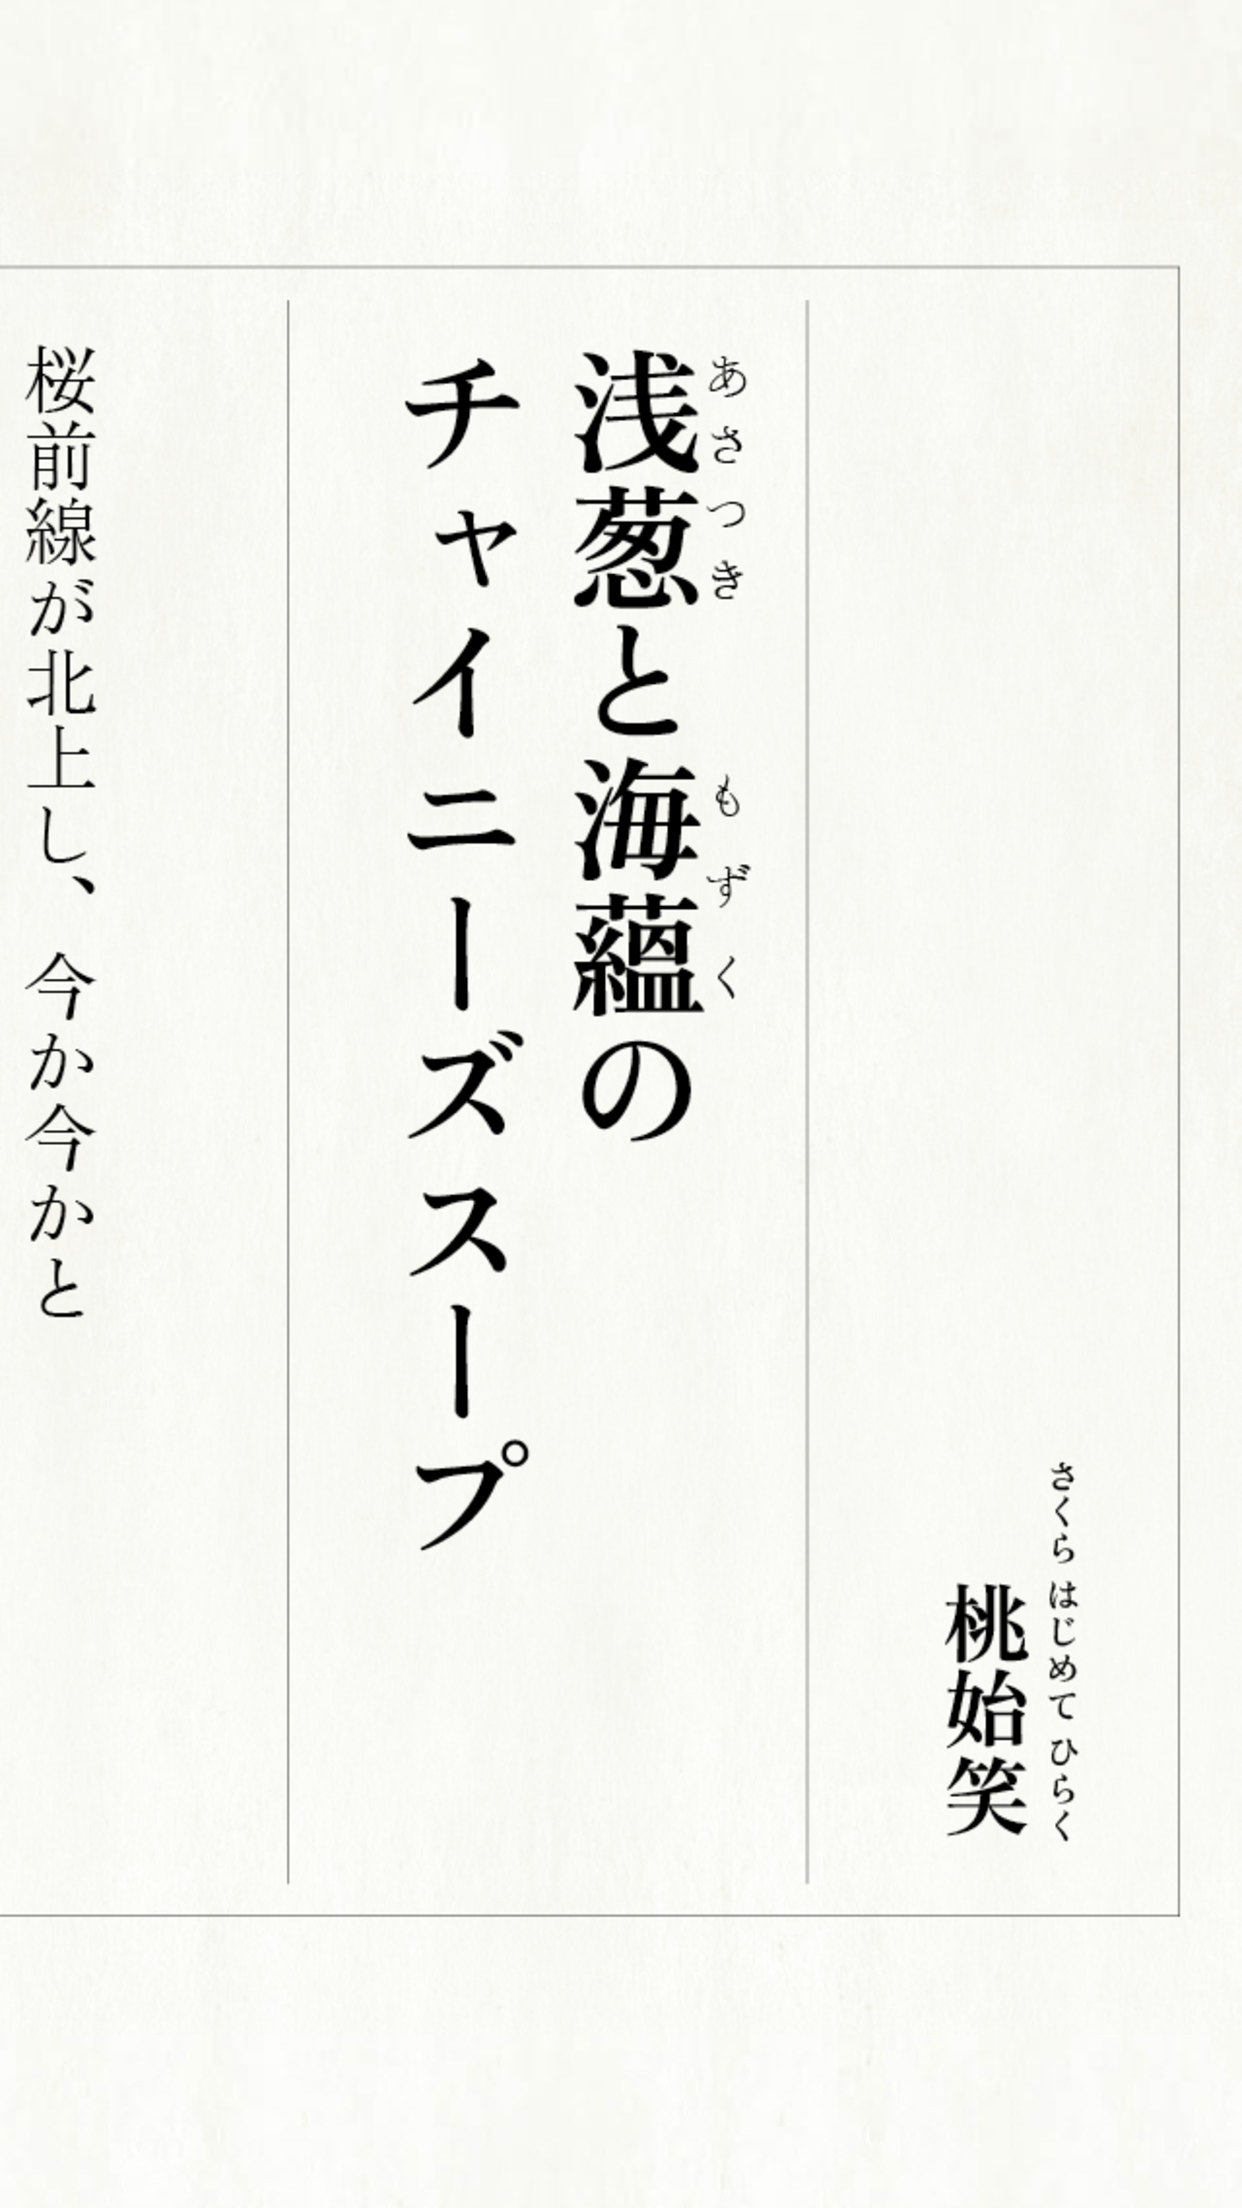 さくら はじめて ひらく
桃始笑
あさつき もずく
浅葱と海蘊の
チャイニーズスープ
桜前線が北上し、今か今かと